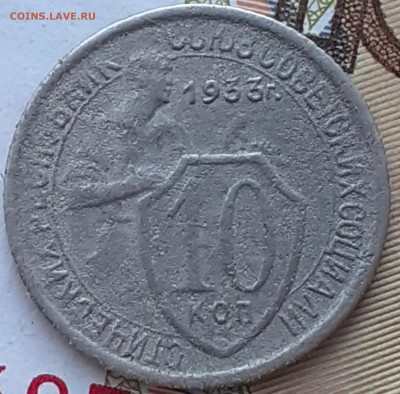 COINS.LAVE.RU
СОЮЗ СОВЕТСКИХ СОЦИАЛИСТИЧЕСКИХ РЕСПУБЛИК
1933г.
10
КОП